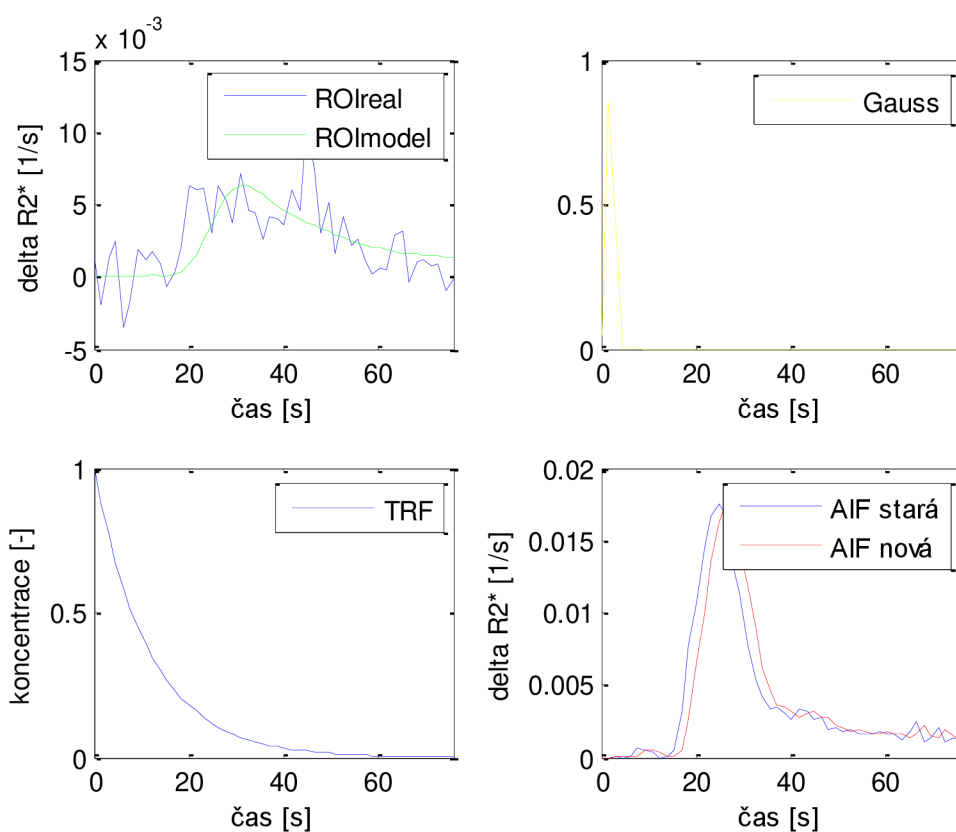 x 10-3
15
10
5
0
-5
delta R2* [1/s]
ROIreal
ROImodel
0 20 40 60
čas [s]
1
0.5
0
Gauss
0 20 40 60
čas [s]
1
0.5
0
koncentrace [-]
TRF
0 20 40 60
čas [s]
0.02
0.015
0.01
0.005
0
delta R2* [1/s]
AIF stará
AIF nová
0 20 40 60
čas [s]